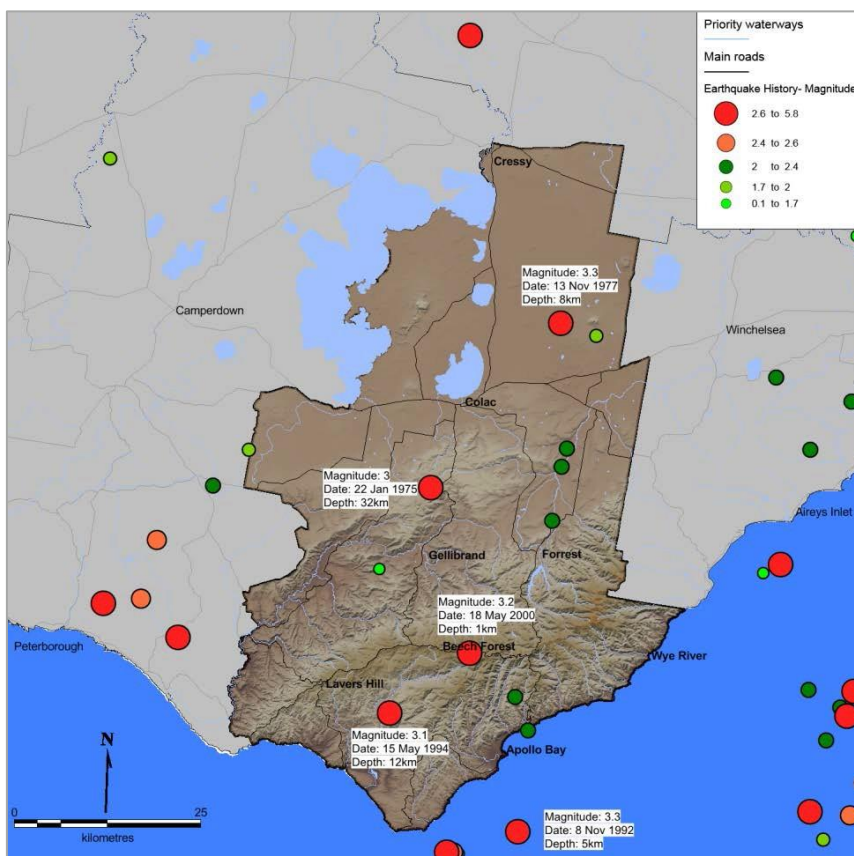 Priority waterways
Main roads
Earthquake History- Magnitude
2.6 to 5.8
2.4 to 2.6
2 to 2.4
1.7 to 2
0.1 to 1.7
Cressy
Magnitude: 3.3
Date: 13 Nov 1977
Depth: 8km
Camperdown
Winchelsea
Colac
Magnitude: 3
Date: 22 Jan 1975
Depth: 32km
Aireys Inlet
Gellibrand
Forrest
Magnitude: 3.2
Date: 18 May 2000
Depth: 1km
Peterborough
Beech Forest
Wye River
Lavers Hill
Magnitude: 3.1
Date: 15 May 1994
Depth: 12km
Apollo Bay
N
0 25
kilometres
Magnitude: 3.3
Date: 8 Nov 1992
Depth: 5km